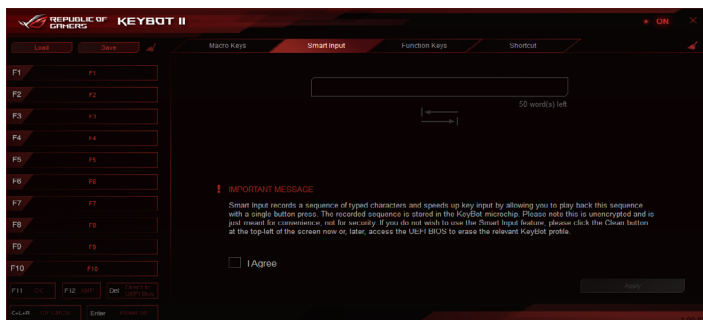 REPUBLIC OF GAMERS KEYBOT II
ON
Load Save
Macro Keys Smart Input Function Keys Shortcut
F1 F1
F2 F2
50 word(s) left
F3 F3
F4 F4
F5 F5
F6 F6
! IMPORTANT MESSAGE
F7 F7
Smart Input records a sequence of typed characters and speeds up key input by allowing you to play back this sequence
with a single button press. The recorded sequence is stored in the KeyBot microchip. Please note this is unencrypted and is
just meant for convenience, not for security. If you do not wish to use the Smart Input feature, please click the Clean button
at the top-left of the screen now or, later, access the UEFI BIOS to erase the relevant KeyBot profile.
F8 F8
F9 F9
F10 F10
I Agree
F11 F12 XMP Del
Apply
C+L+R Enter